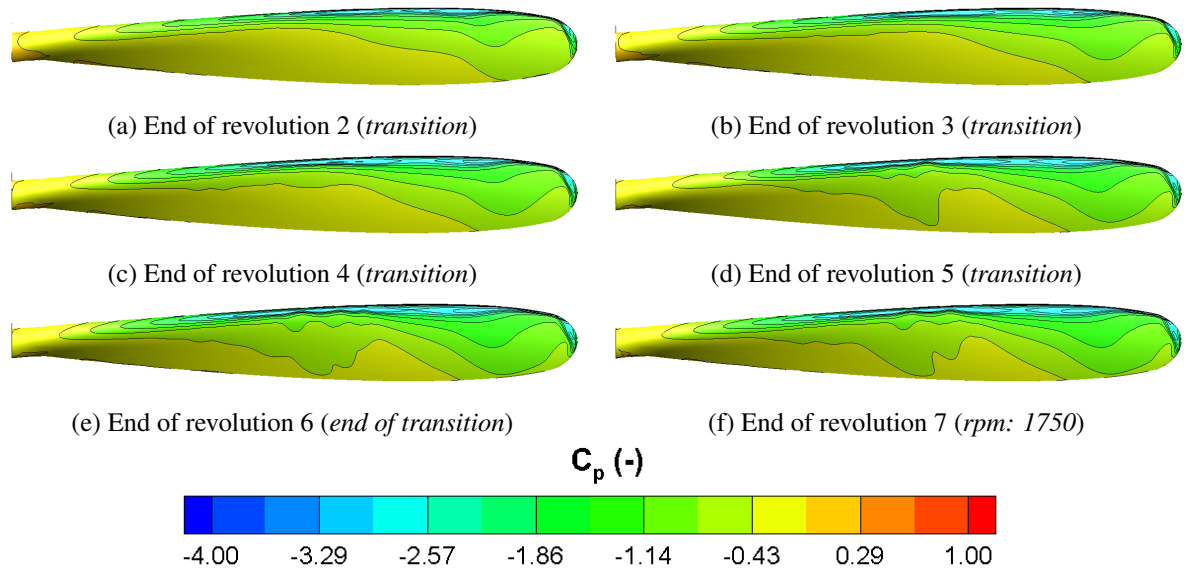 (a) End of revolution 2 (transition)
(b) End of revolution 3 (transition)
(c) End of revolution 4 (transition)
(d) End of revolution 5 (transition)
(e) End of revolution 6 (end of transition)
(f) End of revolution 7 (rpm: 1750)
Cp (-)
-4.00 -3.29 -2.57 -1.86 -1.14 -0.43 0.29 1.00